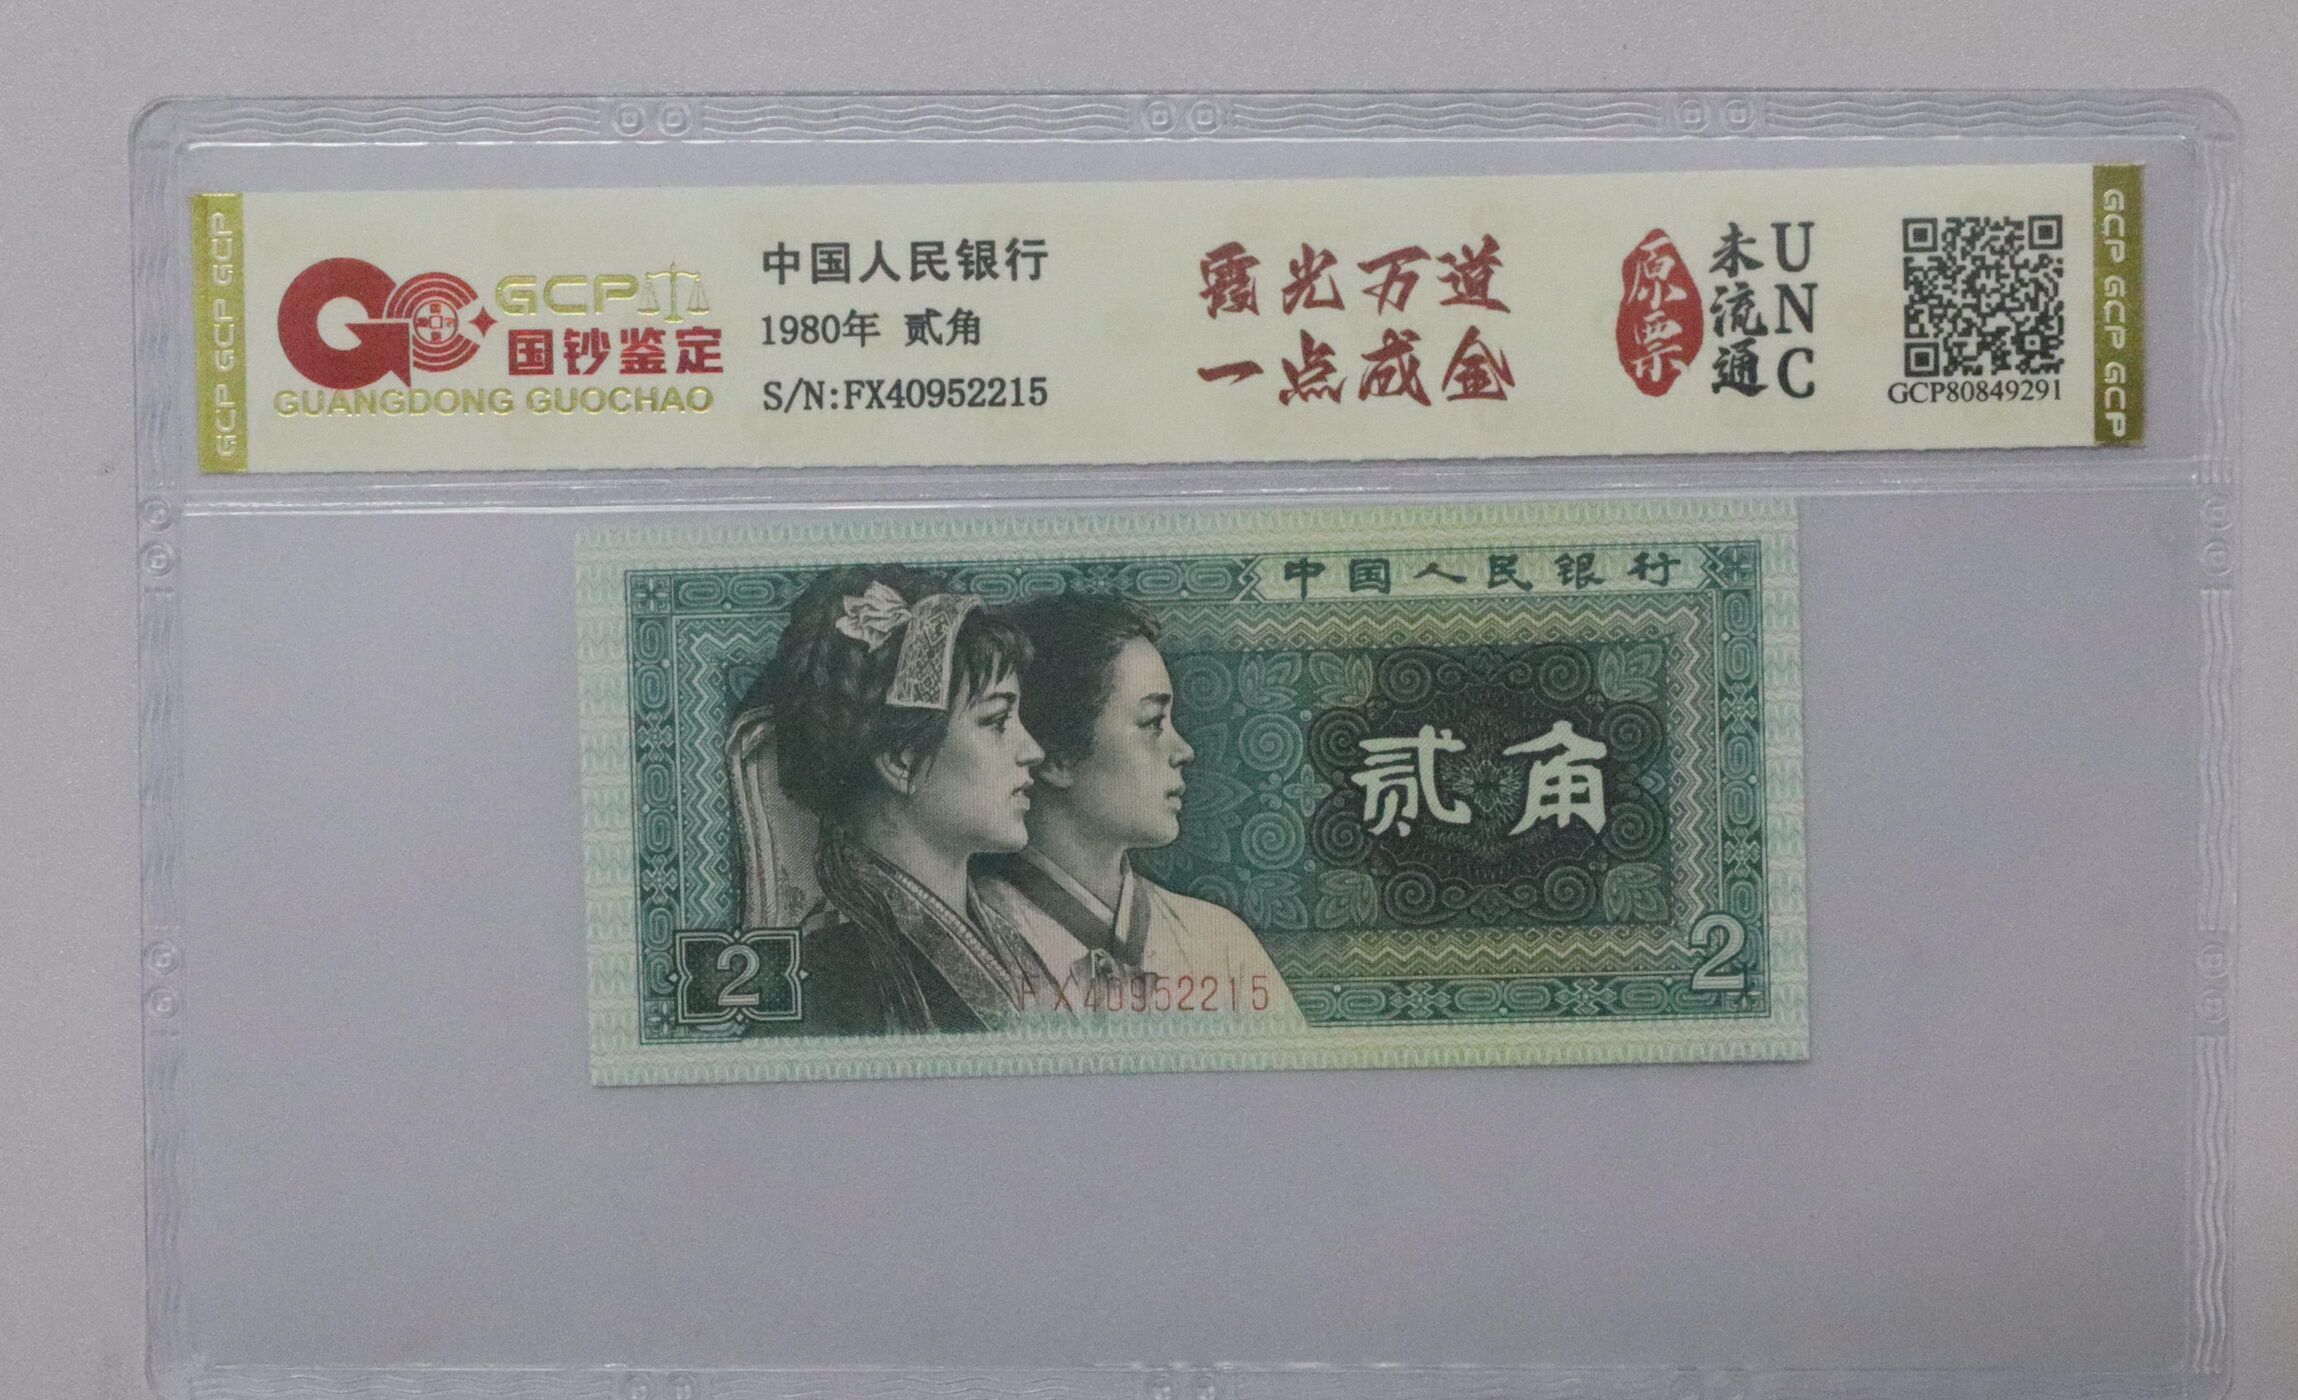 GCP GCP GCP
GCP
国钞鉴定
GUANGDONG GUOCHAO
中国人民银行
1980年 贰角
S/N:FX40952215
霞光万道
一点成金
原票
未流通
UNC
GCP80849291
GCP GCP GCP
中国人民银行
贰角
2
2
FX40952215